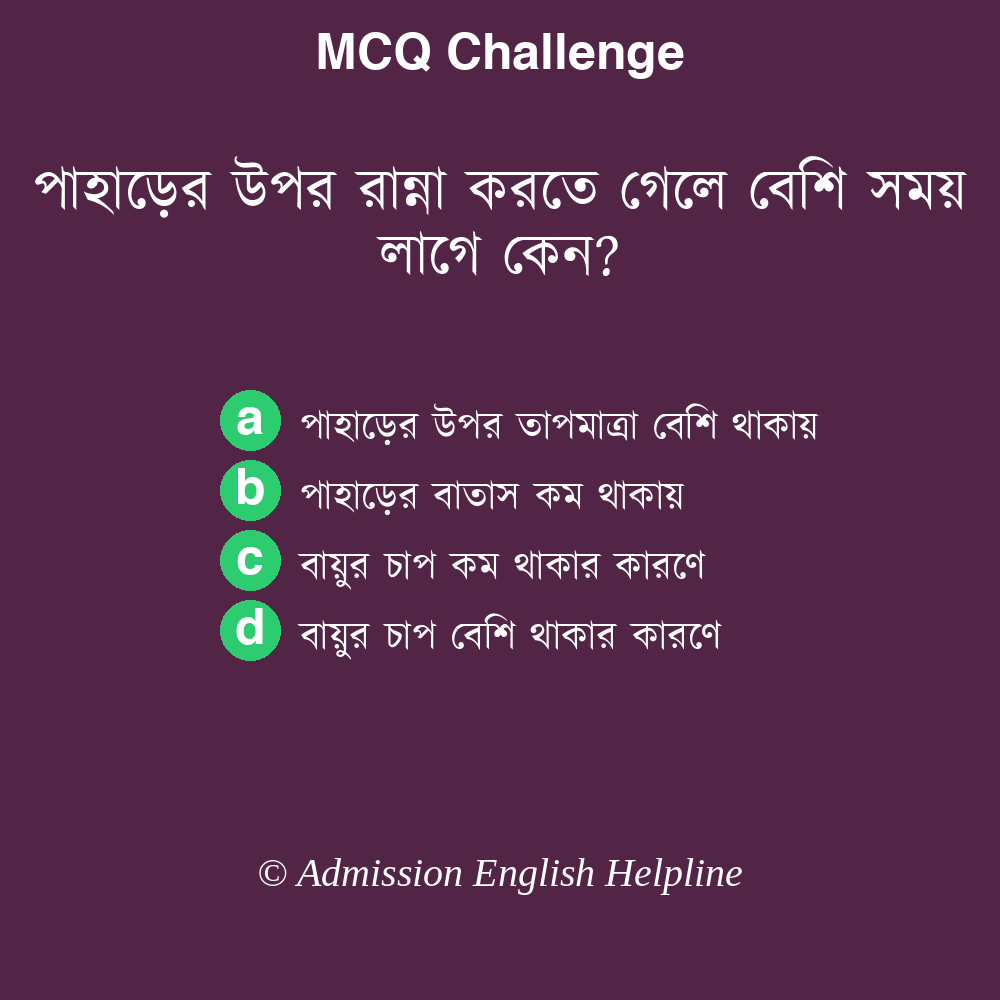 MCQ Challenge
পাহাড়ের উপর রান্না করতে গেলে বেশি সময়
লাগে কেন?
a পাহাড়ের উপর তাপমাত্রা বেশি থাকায়
b পাহাড়ের বাতাস কম থাকায়
c বায়ুর চাপ কম থাকার কারণে
d বায়ুর চাপ বেশি থাকার কারণে
© Admission English Helpline